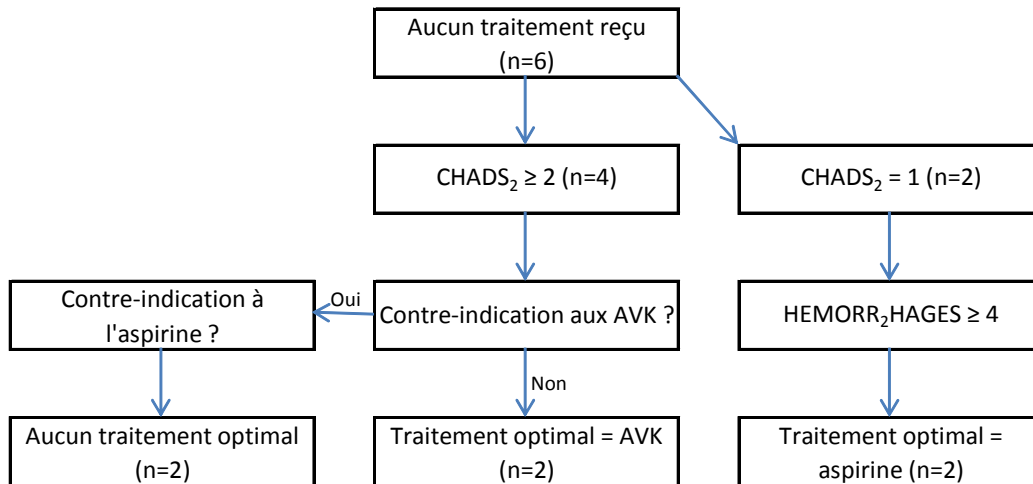 Aucun traitement reçu
(n=6)
CHADS₂ ≥ 2 (n=4)
CHADS₂ = 1 (n=2)
Contre-indication à
l'aspirine ?
Oui
Contre-indication aux AVK ?
HEMORR₂HAGES ≥ 4
Non
Aucun traitement optimal
(n=2)
Traitement optimal = AVK
(n=2)
Traitement optimal =
aspirine (n=2)